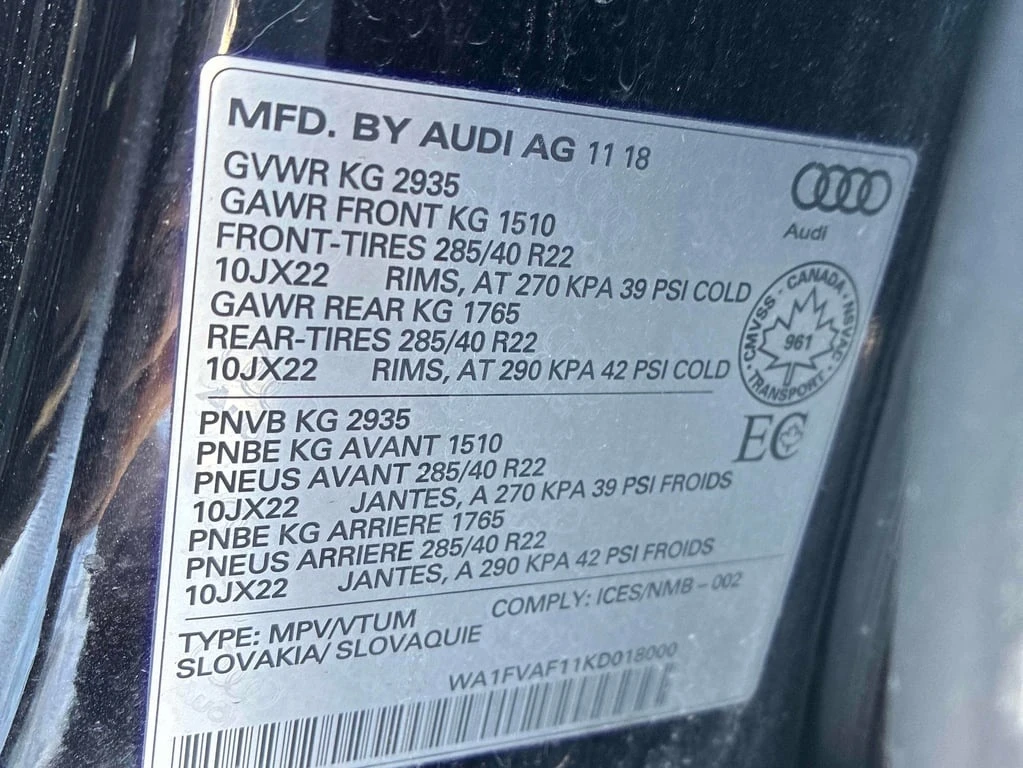 MFD. BY AUDI AG 11 18
GVWR KG 2935
GAWR FRONT KG 1510
FRONT-TIRES 285/40 R22
10JX22 RIMS, AT 270 KPA 39 PSI COLD
GAWR REAR KG 1765
REAR-TIRES 285/40 R22
10JX22 RIMS, AT 290 KPA 42 PSI COLD
Audi
CANADA · NSVAC · TRANSPORT · CMVSS ·
961
PNVB KG 2935
PNBE KG AVANT 1510
PNEUS AVANT 285/40 R22
10JX22 JANTES, A 270 KPA 39 PSI FROIDS
PNBE KG ARRIERE 1765
PNEUS ARRIERE 285/40 R22
10JX22 JANTES, A 290 KPA 42 PSI FROIDS
EC
TYPE: MPV/VTUM COMPLY: ICES/NMB - 002
SLOVAKIA/ SLOVAQUIE
WA1FVAF11KD018000